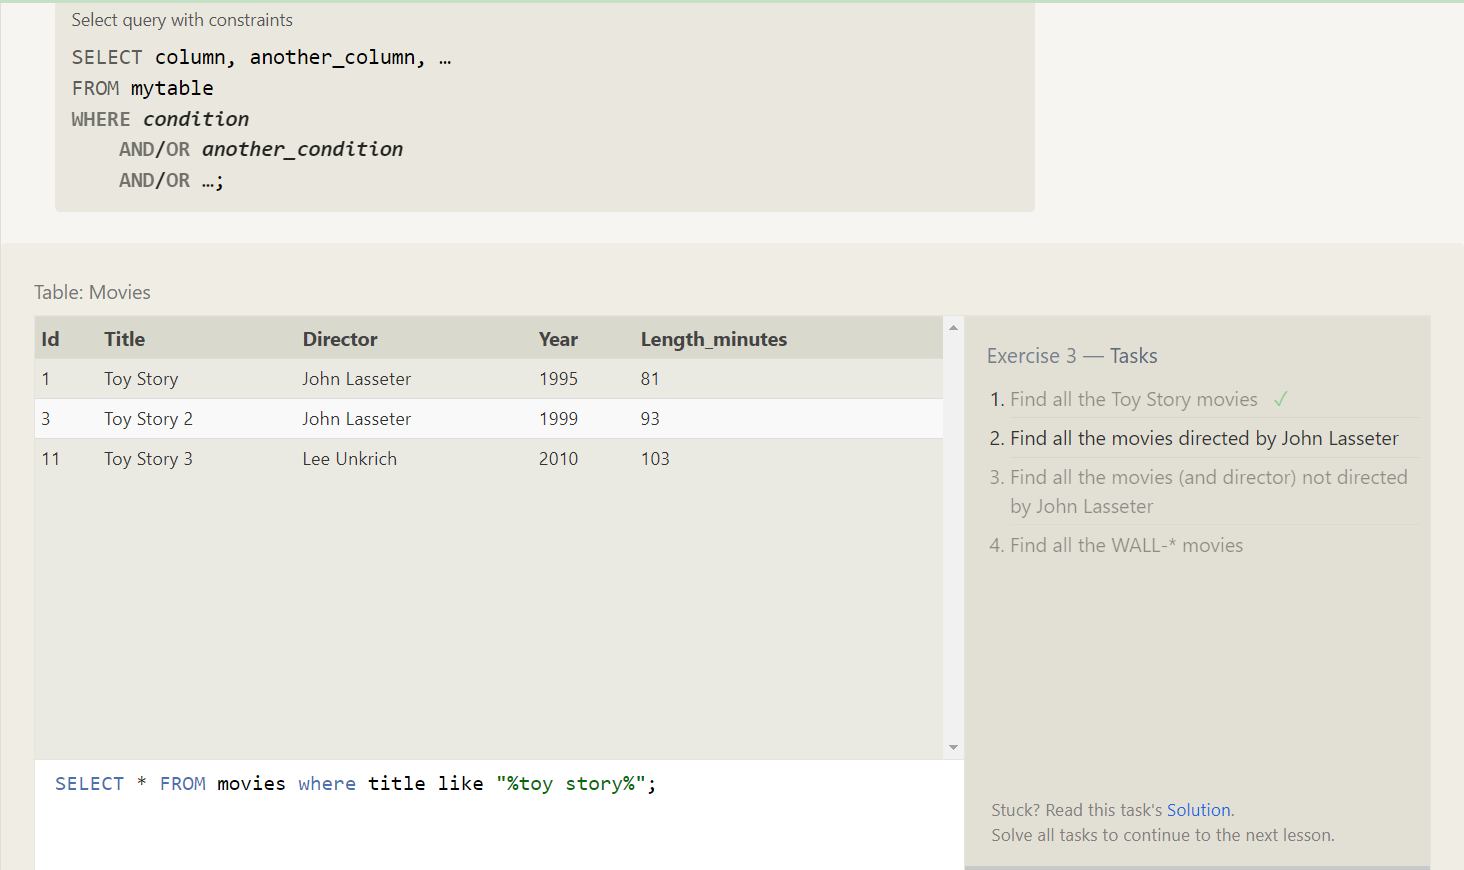 Select query with constraints
SELECT column, another_column, …
FROM mytable
WHERE condition
AND/OR another_condition
AND/OR …;
Table: Movies
Id Title Director Year Length_minutes
1 Toy Story John Lasseter 1995 81
3 Toy Story 2 John Lasseter 1999 93
11 Toy Story 3 Lee Unkrich 2010 103
SELECT * FROM movies where title like "%toy story%";
Exercise 3 — Tasks
1. Find all the Toy Story movies ✓
2. Find all the movies directed by John Lasseter
3. Find all the movies (and director) not directed
by John Lasseter
4. Find all the WALL-* movies
Stuck? Read this task's Solution.
Solve all tasks to continue to the next lesson.